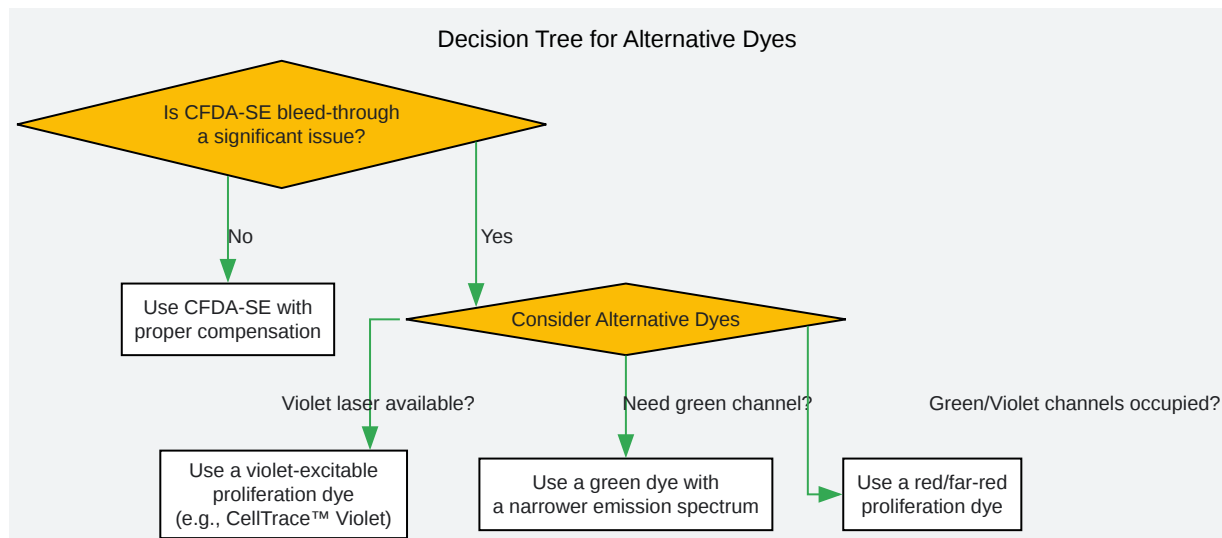 Decision Tree for Alternative Dyes
Is CFDA-SE bleed-through
a significant issue?
No
Yes
Use CFDA-SE with
proper compensation
Consider Alternative Dyes
Violet laser available?
Need green channel?
Green/Violet channels occupied?
Use a violet-excitable
proliferation dye
(e.g., CellTrace™ Violet)
Use a green dye with
a narrower emission spectrum
Use a red/far-red
proliferation dye